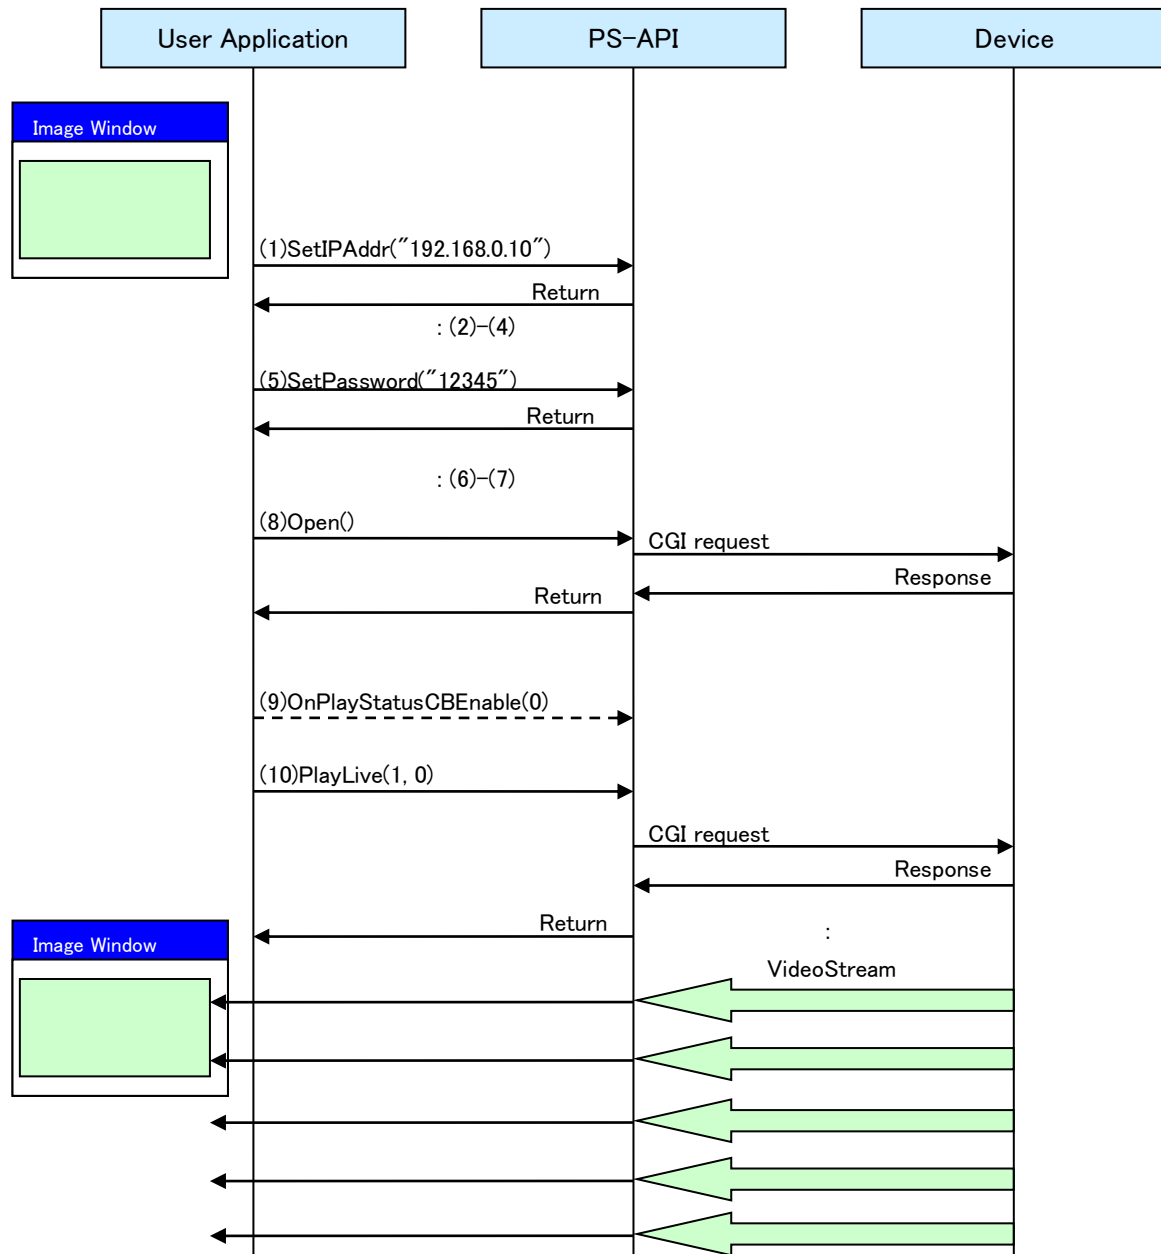 User Application
PS-API
Device
Image Window
(1)SetIPAddr("192.168.0.10")
Return
: (2)-(4)
(5)SetPassword("12345")
Return
: (6)-(7)
(8)Open()
CGI request
Response
Return
(9)OnPlayStatusCBEnable(0)
(10)PlayLive(1, 0)
CGI request
Response
Return
:
Image Window
VideoStream